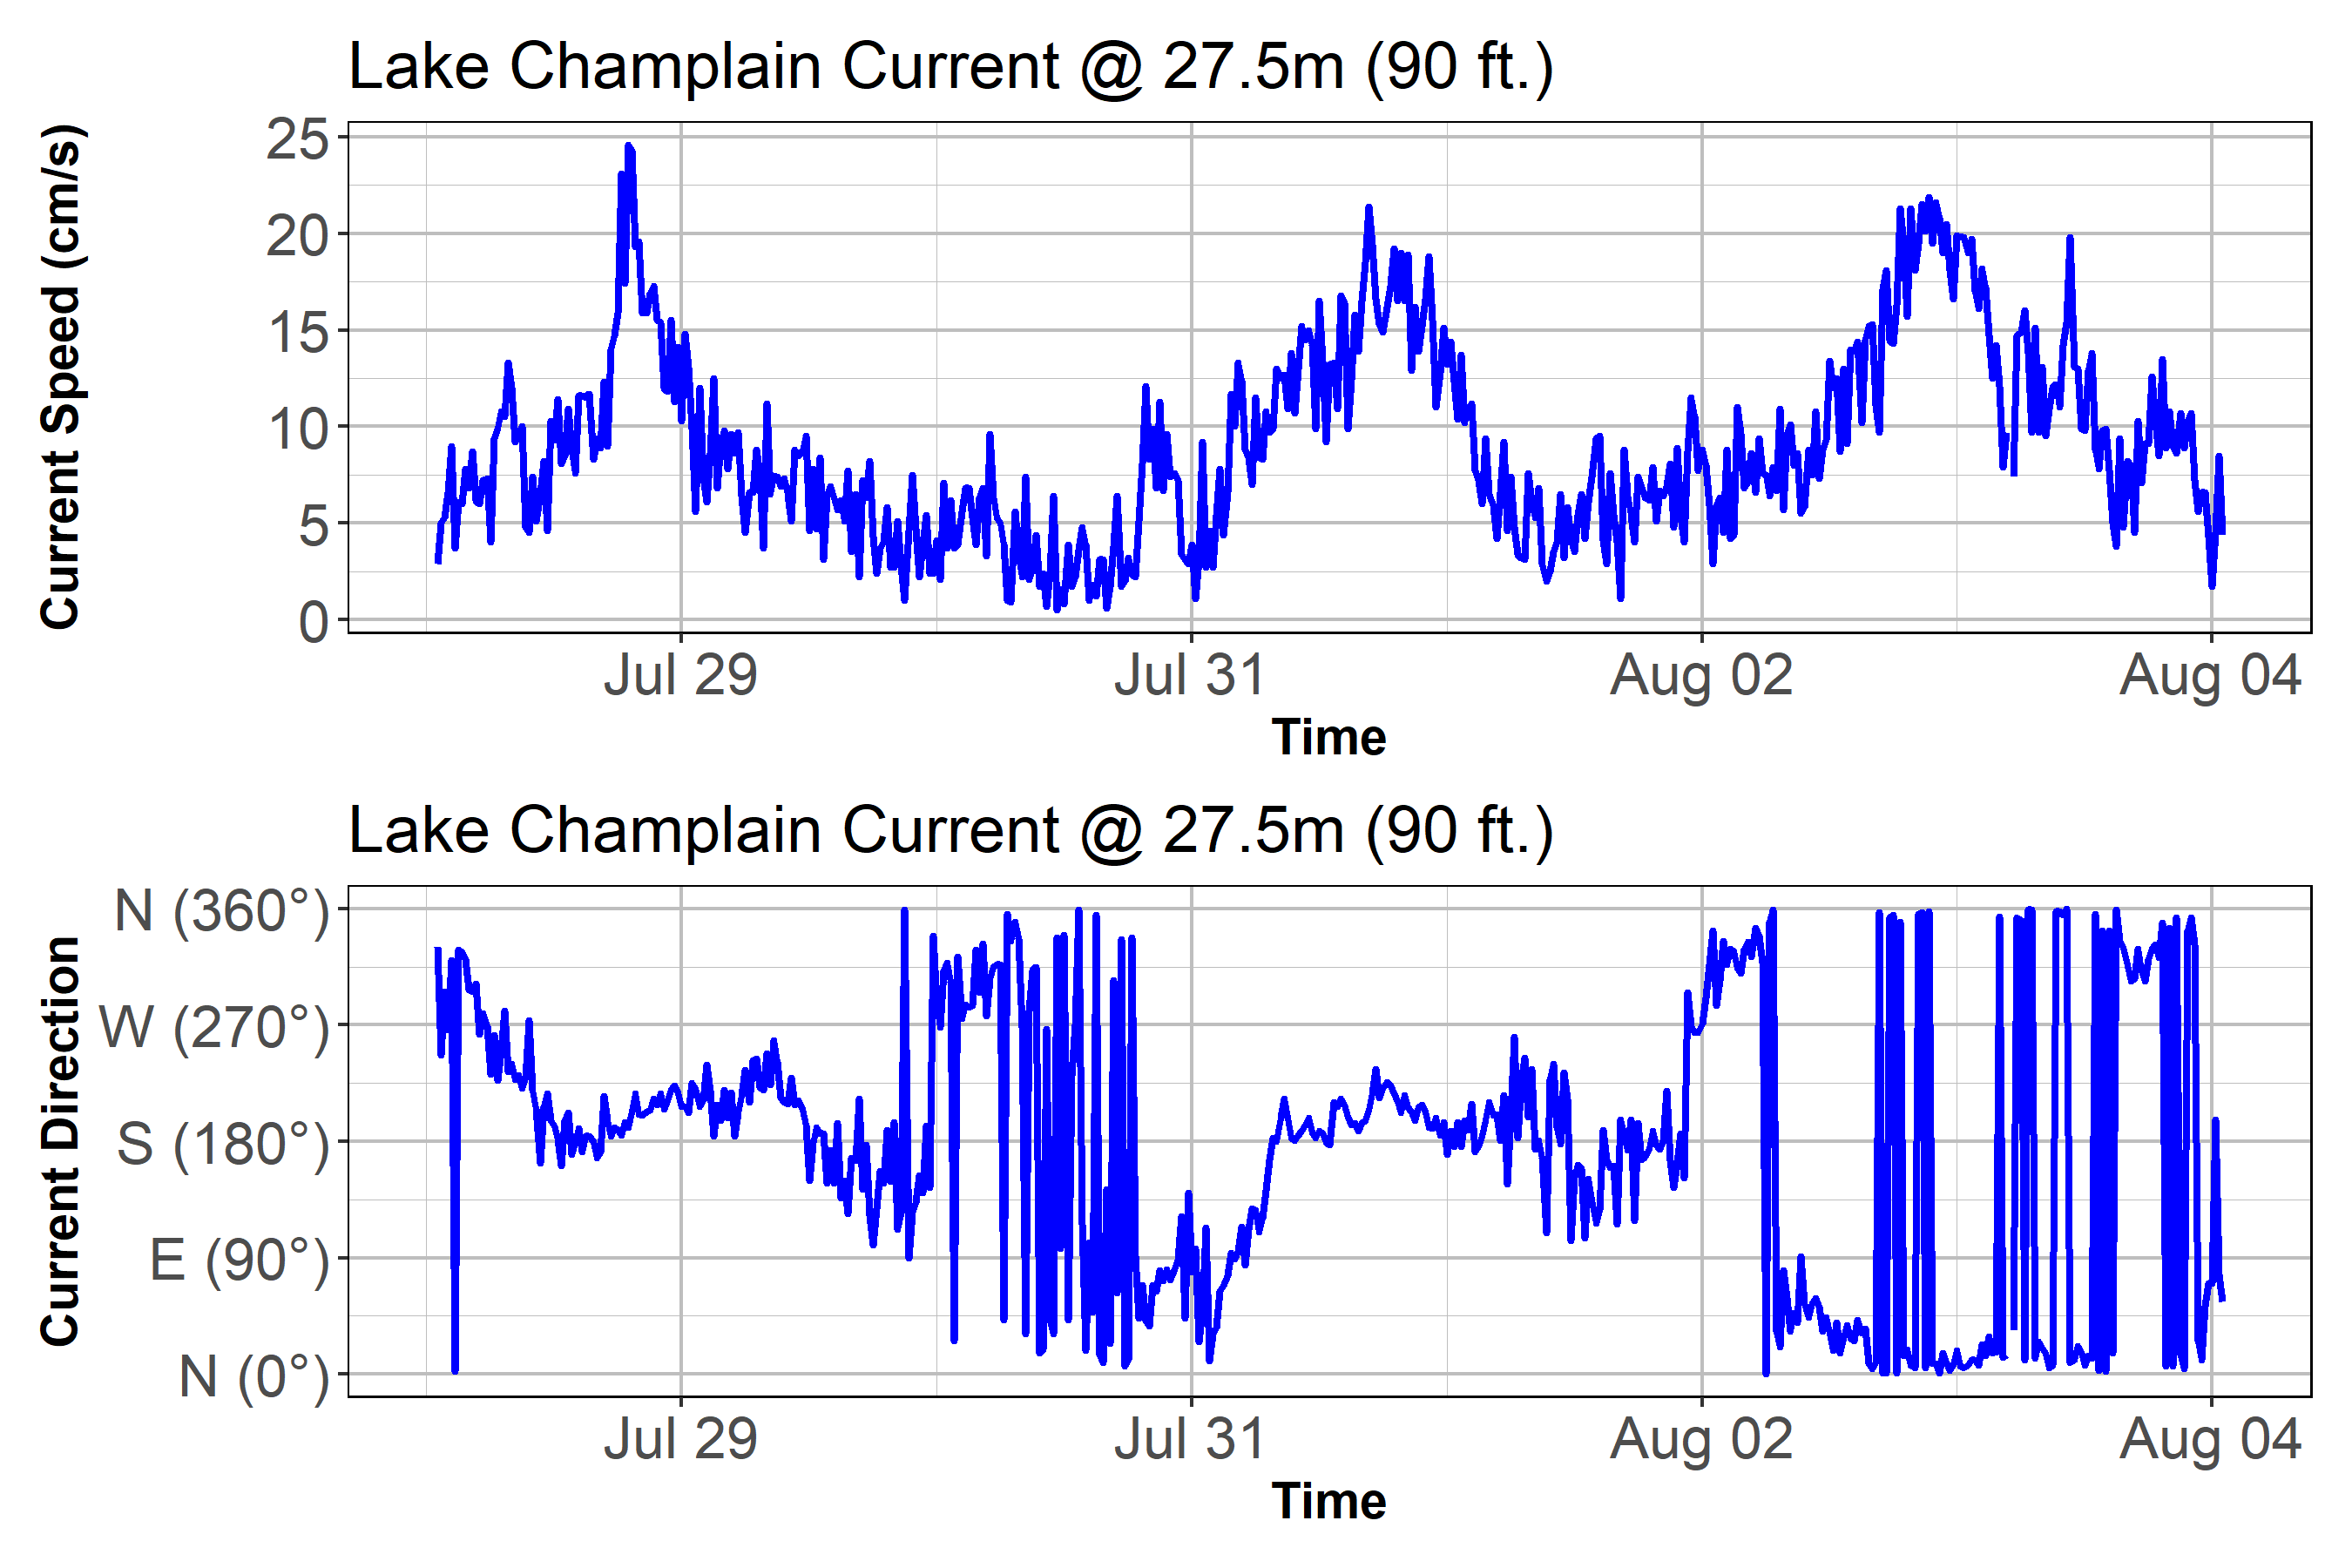 Lake Champlain Current @ 27.5m (90 ft.)
Current Speed (cm/s)
25
20
15
10
5
0
Jul 29 Jul 31 Aug 02 Aug 04
Time
Lake Champlain Current @ 27.5m (90 ft.)
Current Direction
N (360°)
W (270°)
S (180°)
E (90°)
N (0°)
Jul 29 Jul 31 Aug 02 Aug 04
Time